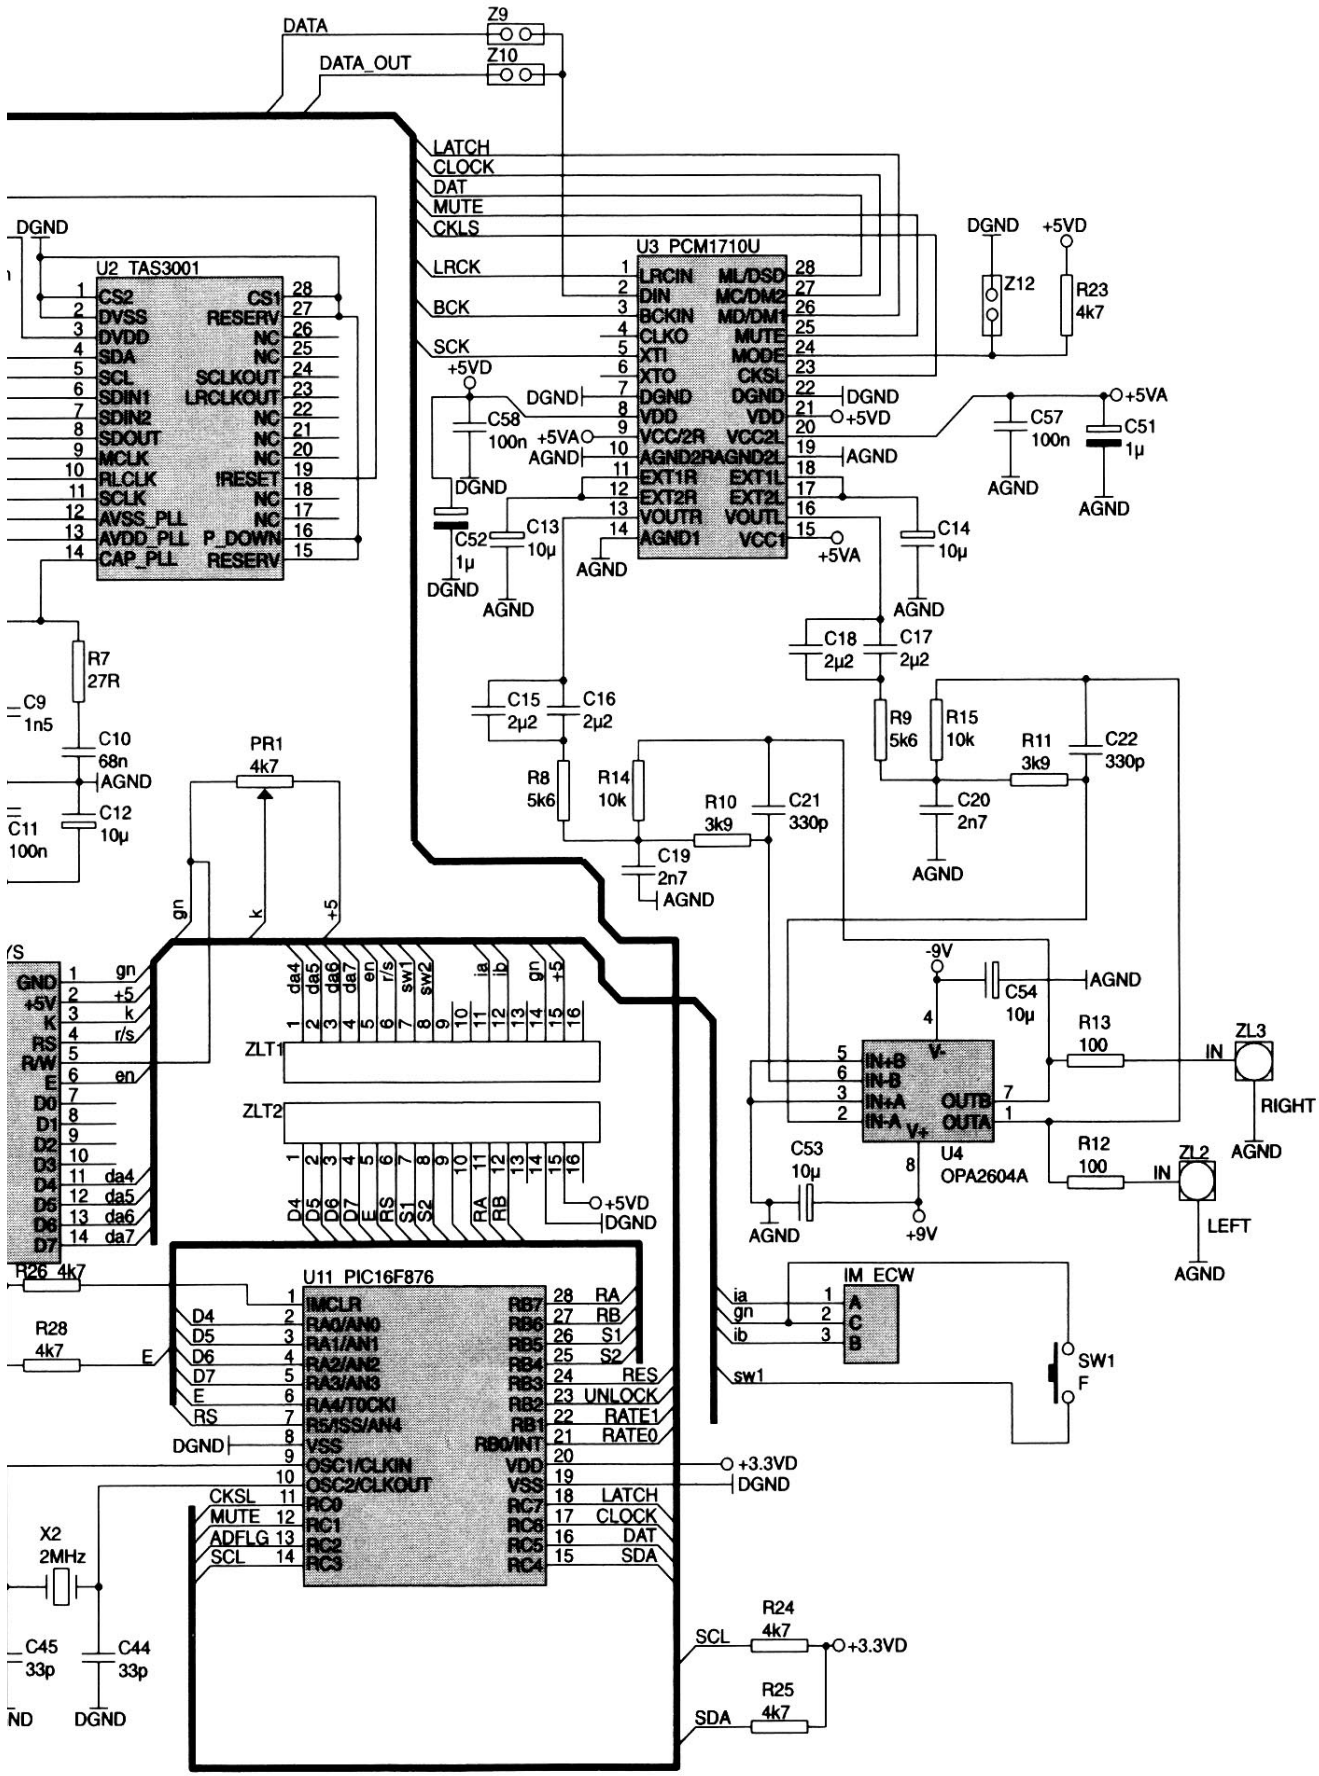 DATA
Z9
DATA_OUT
Z10
LATCH
CLOCK
DAT
MUTE
CKLS
LRCK
BCK
SCK
DGND
U2 TAS3001
1 CS2 CS1 28
2 DVSS RESERV 27
3 DVDD NC 26
4 SDA NC 25
5 SCL SCLKOUT 24
6 SDIN1 LRCLKOUT 23
7 SDIN2 NC 22
8 SDOUT NC 21
9 MCLK NC 20
10 RLCLK !RESET 19
11 SCLK NC 18
12 AVSS_PLL NC 17
13 AVDD_PLL P_DOWN 16
14 CAP_PLL RESERV 15
U3 PCM1710U
1 LRCIN ML/DSD 28
2 DIN MC/DM2 27
3 BCKIN MD/DM1 26
4 CLKO MUTE 25
5 XTI MODE 24
6 XTO CKSL 23
DGND 7 DGND DGND 22 DGND
8 VDD VDD 21 +5VD
+5VA 9 VCC/2R VCC2L 20
AGND 10 AGND2R AGND2L 19 AGND
11 EXT1R EXT1L 18
12 EXT2R EXT2L 17
13 VOUTR VOUTL 16
14 AGND1 VCC1 15
AGND
+5VA
DGND
+5VD
Z12
R23
4k7
+5VA
C57
100n
C51
1µ
AGND
AGND
+5VD
C58
100n
DGND
C52
1µ
DGND
C13
10µ
AGND
C14
10µ
AGND
R7
27R
C9
1n5
C10
68n
AGND
C12
10µ
C11
100n
PR1
4k7
gn
k
+5
C18
2µ2
C17
2µ2
C15
2µ2
C16
2µ2
R9
5k6
R15
10k
R11
3k9
C22
330p
C20
2n7
AGND
R8
5k6
R14
10k
R10
3k9
C21
330p
C19
2n7
AGND
YS
GND 1 gn
+5V 2 +5
K 3 k
RS 4 r/s
R/W 5
E 6 en
D0 7
D1 8
D2 9
D3 10
D4 11 da4
D5 12 da5
D6 13 da6
D7 14 da7
da4 da5 da6 da7 en r/s sw1 sw2 ia ib gn +5
1 2 3 4 5 6 7 8 9 10 11 12 13 14 15 16
ZLT1
ZLT2
1 2 3 4 5 6 7 8 9 10 11 12 13 14 15 16
D4 D5 D6 D7 E RS S1 S2 RA RB
+5VD
DGND
-9V
C54
10µ
AGND
4
V-
5 IN+B
6 IN-B
3 IN+A OUTB 7
2 IN-A OUTA 1
V+
8
U4
OPA2604A
C53
10µ
AGND
+9V
R13
100
IN
ZL3
RIGHT
AGND
R12
100
IN
ZL2
LEFT
AGND
R26 4k7
R28
4k7
E
U11 PIC16F876
1 !MCLR RB7 28 RA
D4 2 RA0/AN0 RB6 27 RB
D5 3 RA1/AN1 RB5 26 S1
D6 4 RA2/AN2 RB4 25 S2
D7 5 RA3/AN3 RB3 24 RES
E 6 RA4/T0CKI RB2 23 UNLOCK
RS 7 R5/!SS/AN4 RB1 22 RATE1
DGND 8 VSS RB0/INT 21 RATE0
9 OSC1/CLKIN VDD 20 +3.3VD
10 OSC2/CLKOUT VSS 19 DGND
CKSL 11 RC0 RC7 18 LATCH
MUTE 12 RC1 RC6 17 CLOCK
ADFLG 13 RC2 RC5 16 DAT
SCL 14 RC3 RC4 15 SDA
IM ECW
ia 1 A
gn 2 C
ib 3 B
sw1
SW1
F
X2
2MHz
C45
33p
C44
33p
ND
DGND
SCL
R24
4k7
+3.3VD
SDA
R25
4k7